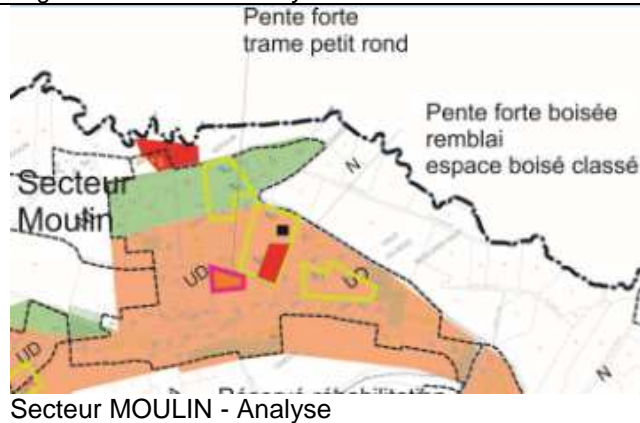 Pente forte
trame petit rond
Pente forte boisée
remblai
espace boisé classé
N
Secteur
Moulin
UD
UD
UD
N
Secteur MOULIN - Analyse